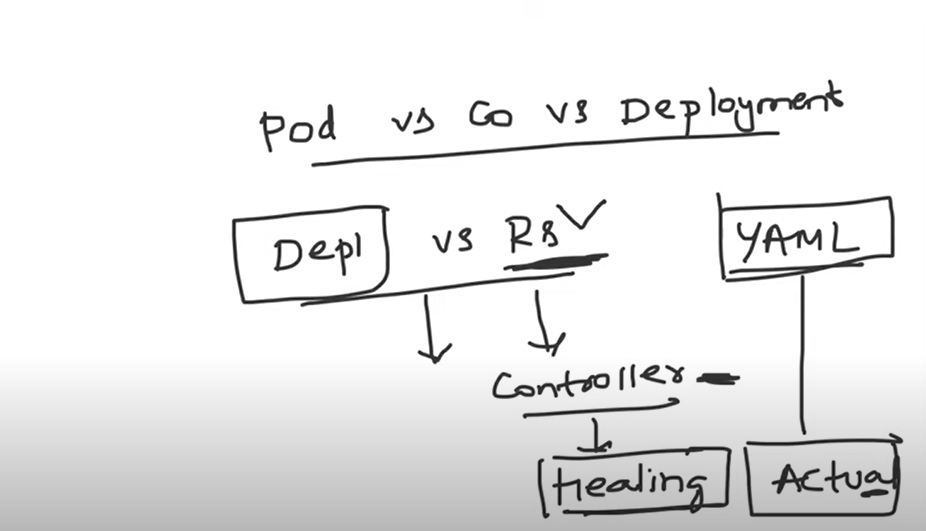 Pod vs Co vs Deployment
Depl vs Rs
YAML
Controller
Healing
Actual